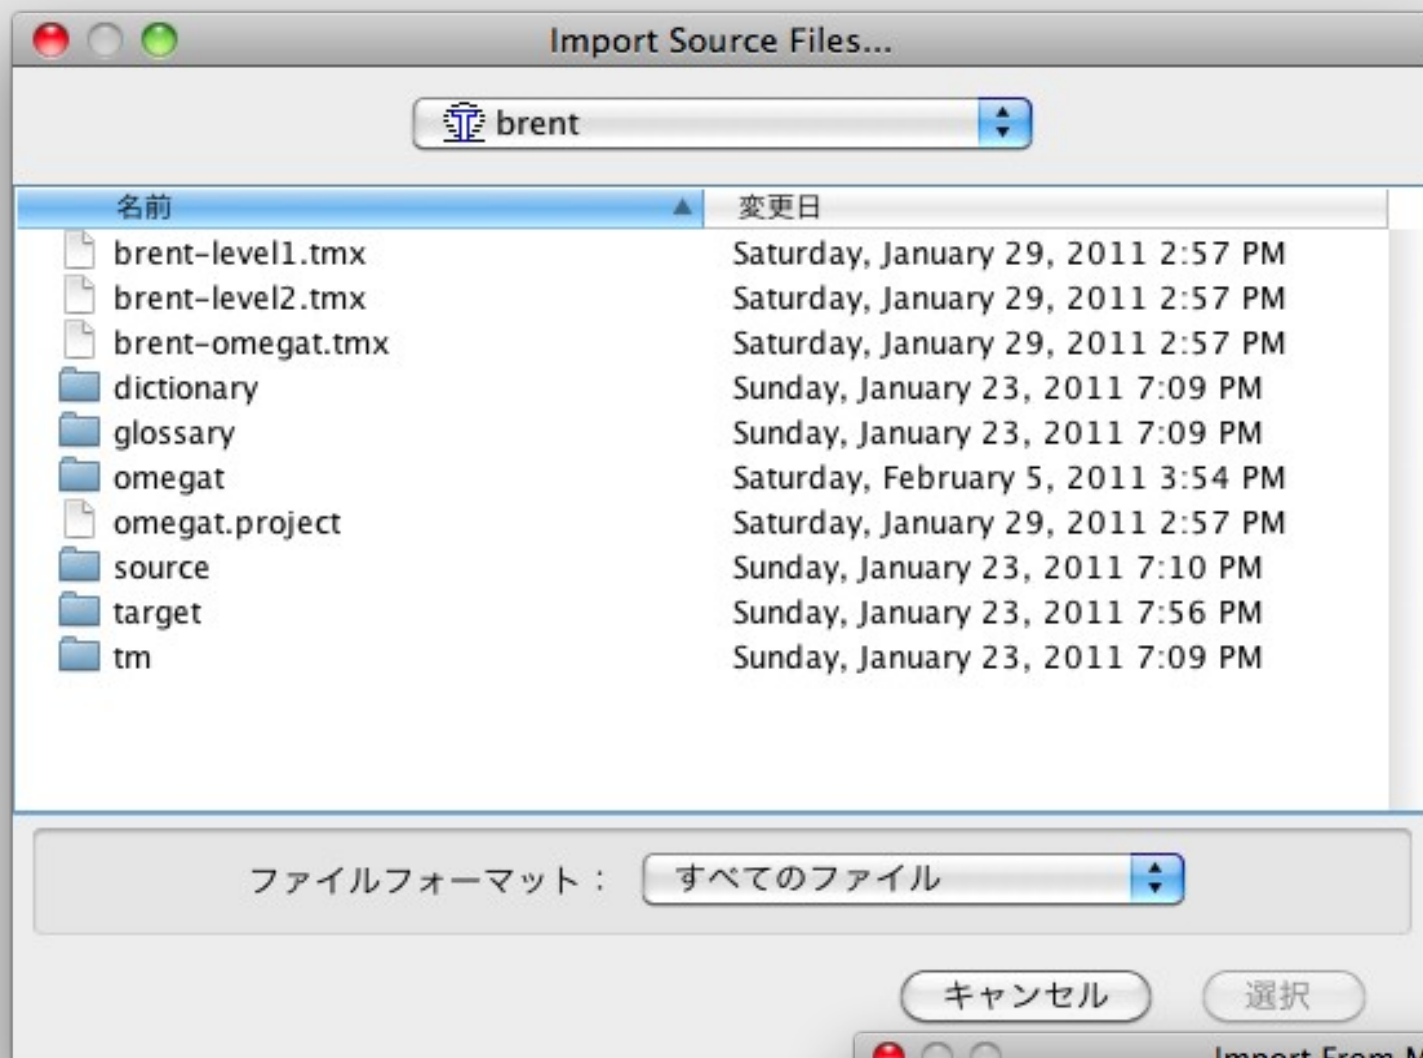 Import Source Files...
brent
名前 変更日
brent-level1.tmx Saturday, January 29, 2011 2:57 PM
brent-level2.tmx Saturday, January 29, 2011 2:57 PM
brent-omegat.tmx Saturday, January 29, 2011 2:57 PM
dictionary Sunday, January 23, 2011 7:09 PM
glossary Sunday, January 23, 2011 7:09 PM
omegat Saturday, February 5, 2011 3:54 PM
omegat.project Saturday, January 29, 2011 2:57 PM
source Sunday, January 23, 2011 7:10 PM
target Sunday, January 23, 2011 7:56 PM
tm Sunday, January 23, 2011 7:09 PM
ファイルフォーマット： すべてのファイル
キャンセル 選択
Import From M